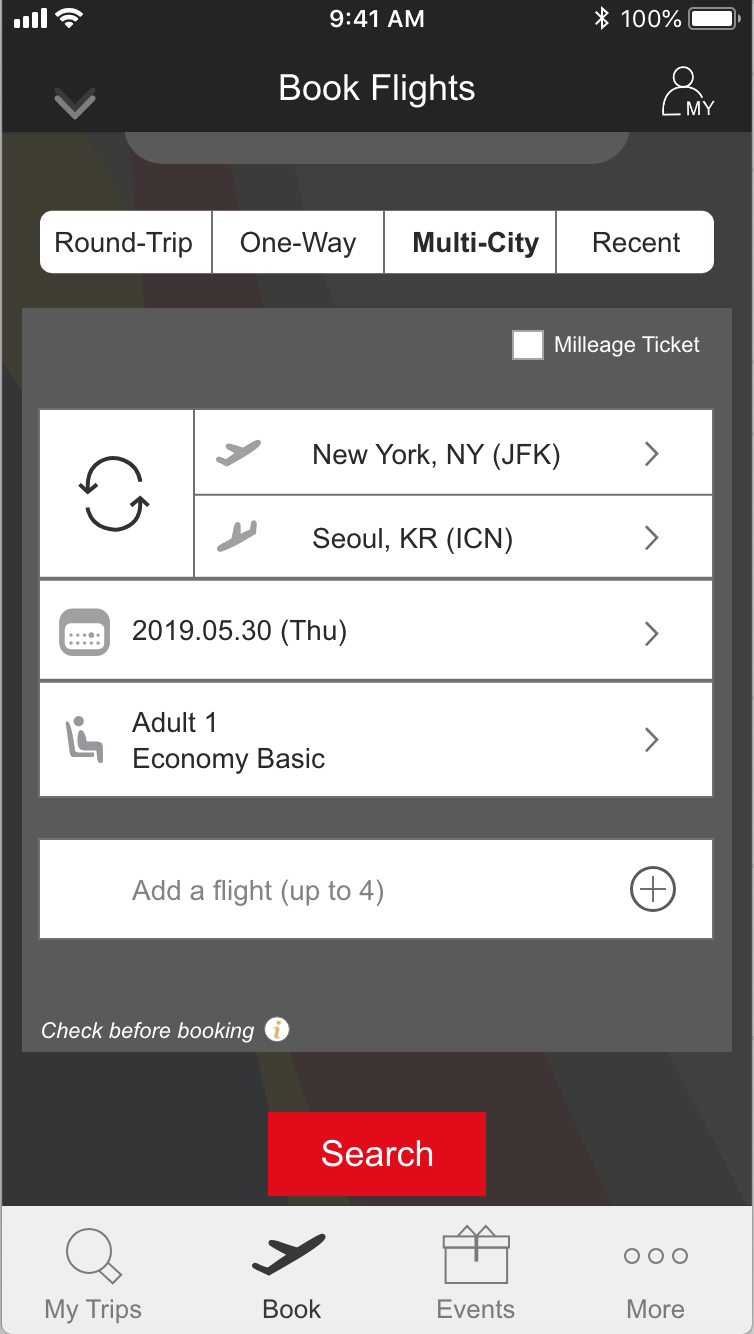 9:41 AM 100%
Book Flights
MY
Round-Trip One-Way Multi-City Recent
Milleage Ticket
New York, NY (JFK)
Seoul, KR (ICN)
2019.05.30 (Thu)
Adult 1
Economy Basic
Add a flight (up to 4)
Check before booking i
Search
My Trips Book Events More